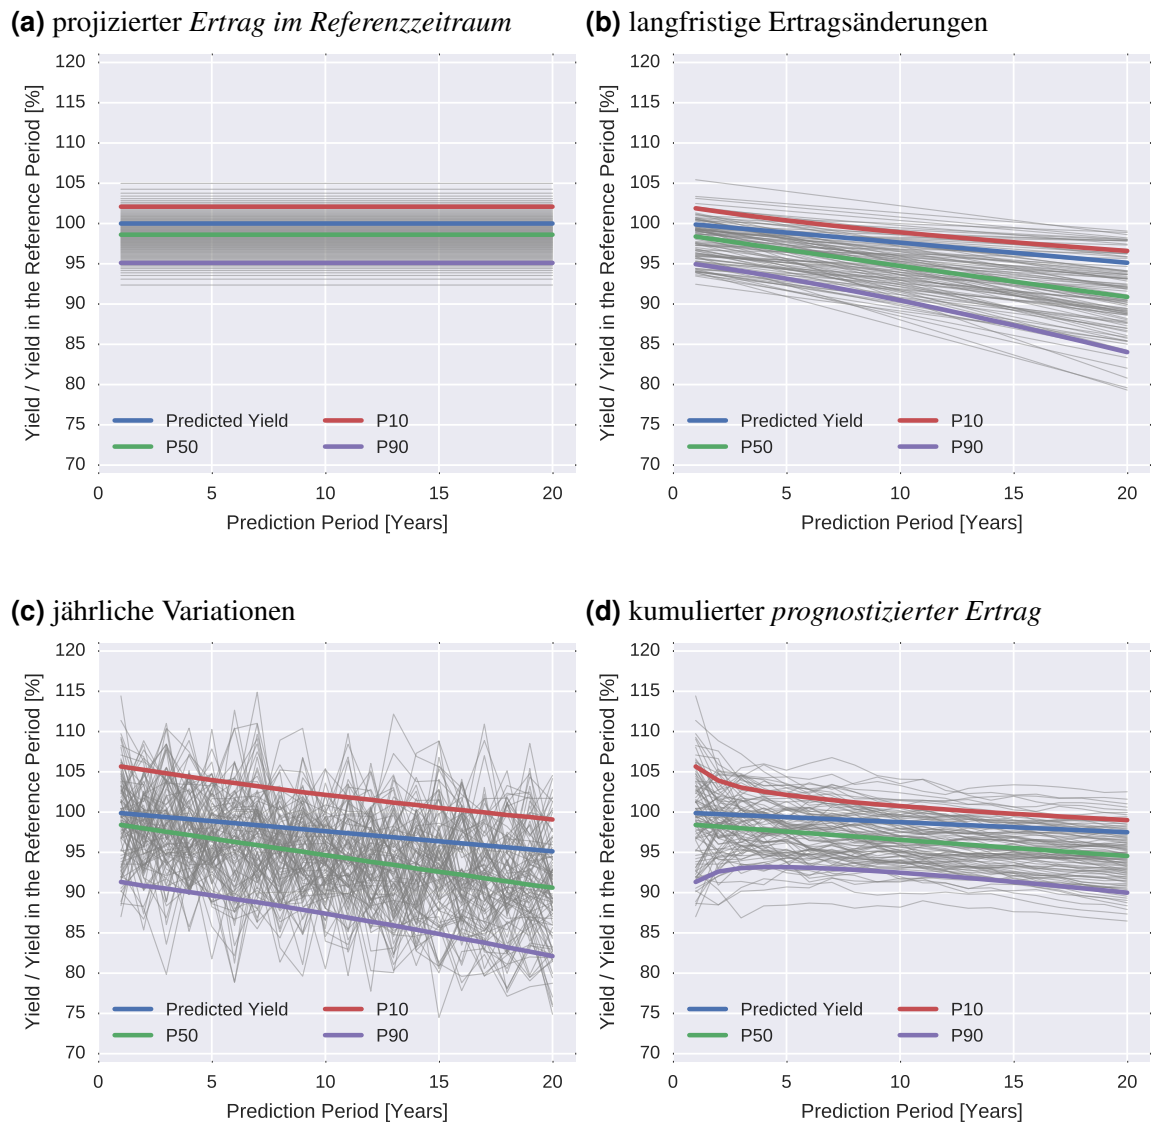 (a) projizierter Ertrag im Referenzzeitraum
120
115
110
105
100
95
90
85
80
75
70
Yield / Yield in the Reference Period [%]
Predicted Yield
P50
P10
P90
0 5 10 15 20
Prediction Period [Years]
(b) langfristige Ertragsänderungen
120
115
110
105
100
95
90
85
80
75
70
Yield / Yield in the Reference Period [%]
Predicted Yield
P50
P10
P90
0 5 10 15 20
Prediction Period [Years]
(c) jährliche Variationen
120
115
110
105
100
95
90
85
80
75
70
Yield / Yield in the Reference Period [%]
Predicted Yield
P50
P10
P90
0 5 10 15 20
Prediction Period [Years]
(d) kumulierter prognostizierter Ertrag
120
115
110
105
100
95
90
85
80
75
70
Yield / Yield in the Reference Period [%]
Predicted Yield
P50
P10
P90
0 5 10 15 20
Prediction Period [Years]